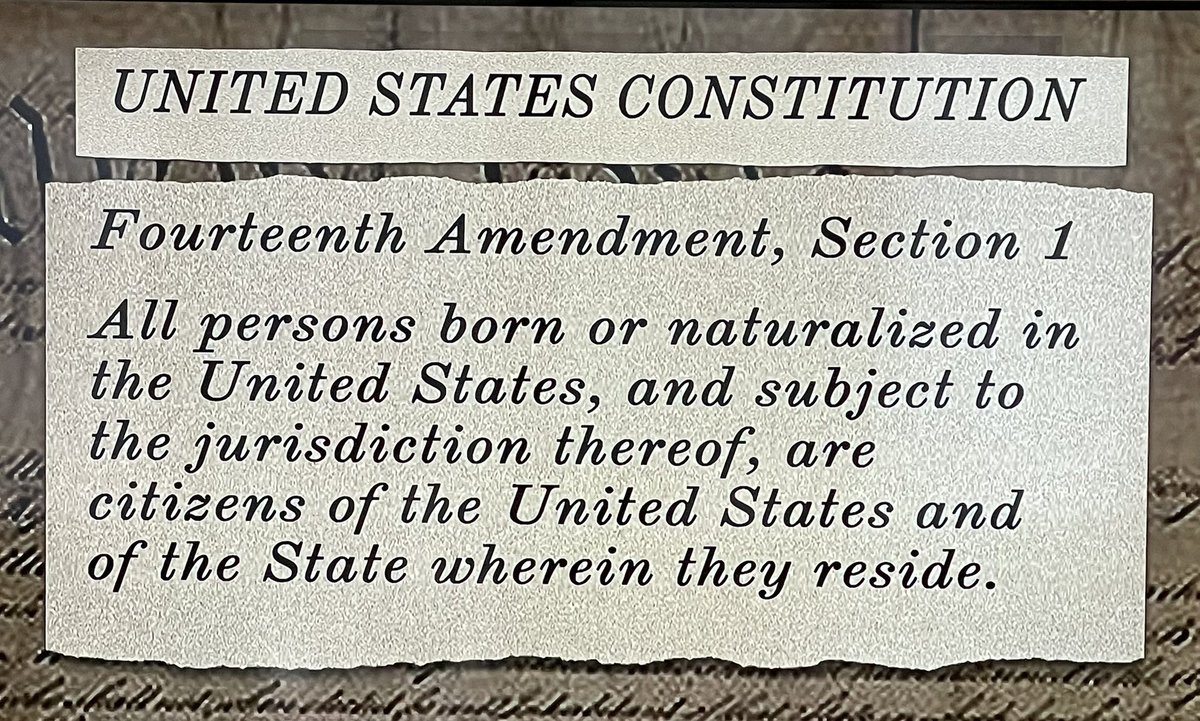 UNITED STATES CONSTITUTION
Fourteenth Amendment, Section 1
All persons born or naturalized in
the United States, and subject to
the jurisdiction thereof, are
citizens of the United States and
of the State wherein they reside.